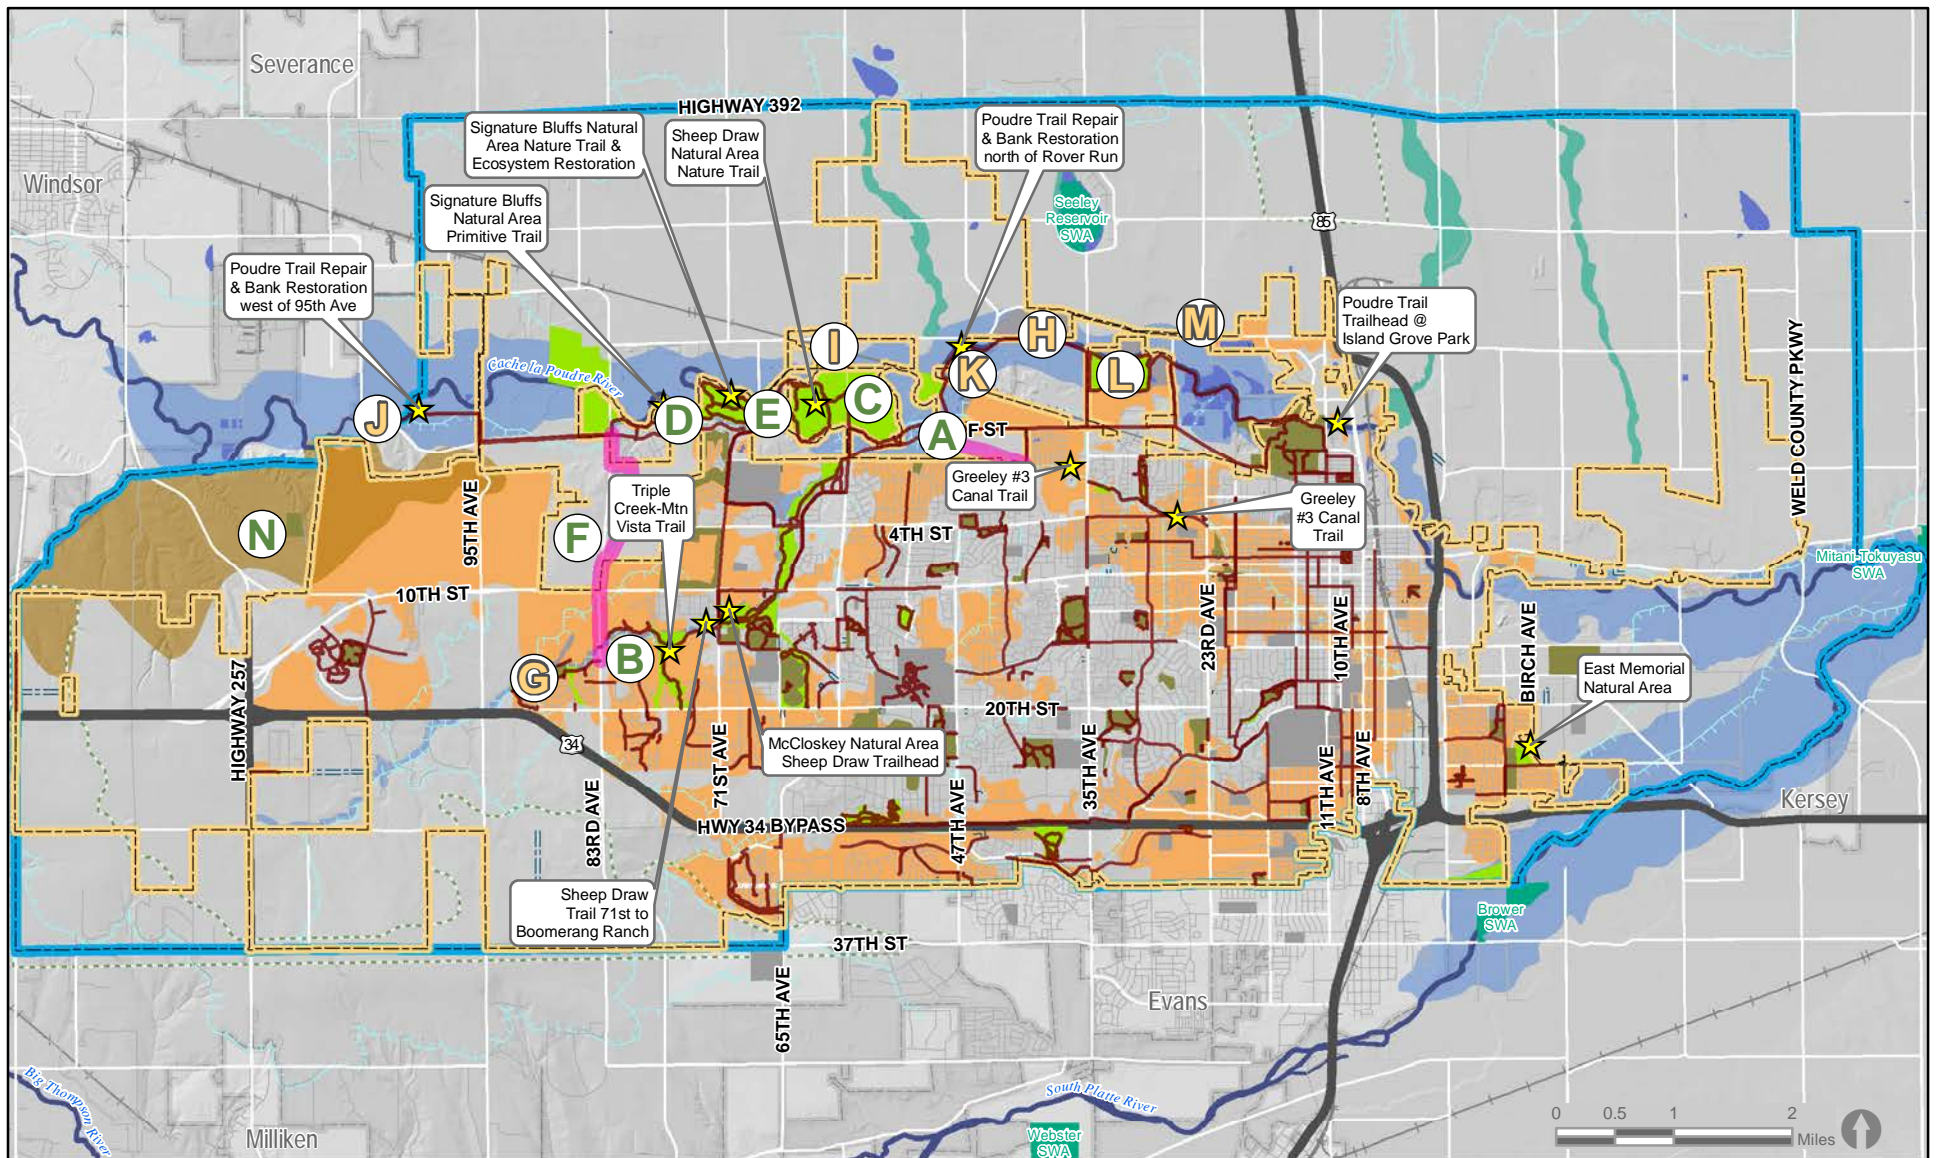 Severance
HIGHWAY 392
Signature Bluffs Natural
Area Nature Trail &
Ecosystem Restoration
Sheep Draw
Natural Area
Nature Trail
Poudre Trail Repair
& Bank Restoration
north of Rover Run
Windsor
Signature Bluffs
Natural Area
Primitive Trail
Seeley
Reservoir
SWA
85
Poudre Trail Repair
& Bank Restoration
west of 95th Ave
Poudre Trail
Trailhead @
Island Grove Park
Cache la Poudre River
I
H
M
K
L
J
D
E
C
A
F ST
WELD COUNTY PKWY
Greeley #3
Canal Trail
Triple
Creek-Mtn
Vista Trail
Greeley
#3 Canal
Trail
N
95TH AVE
F
4TH ST
Mitani-Tokuyasu
SWA
10TH ST
23RD AVE
10TH AVE
BIRCH AVE
G
B
East Memorial
Natural Area
HIGHWAY 257
20TH ST
34
71ST AVE
McCloskey Natural Area
Sheep Draw Trailhead
35TH AVE
11TH AVE
8TH AVE
83RD AVE
HWY 34 BYPASS
47TH AVE
Kersey
Sheep Draw
Trail 71st to
Boomerang Ranch
Brower
SWA
37TH ST
65TH AVE
Evans
Big Thompson River
South Platte River
Milliken
Webster
SWA
0 0.5 1 2
Miles